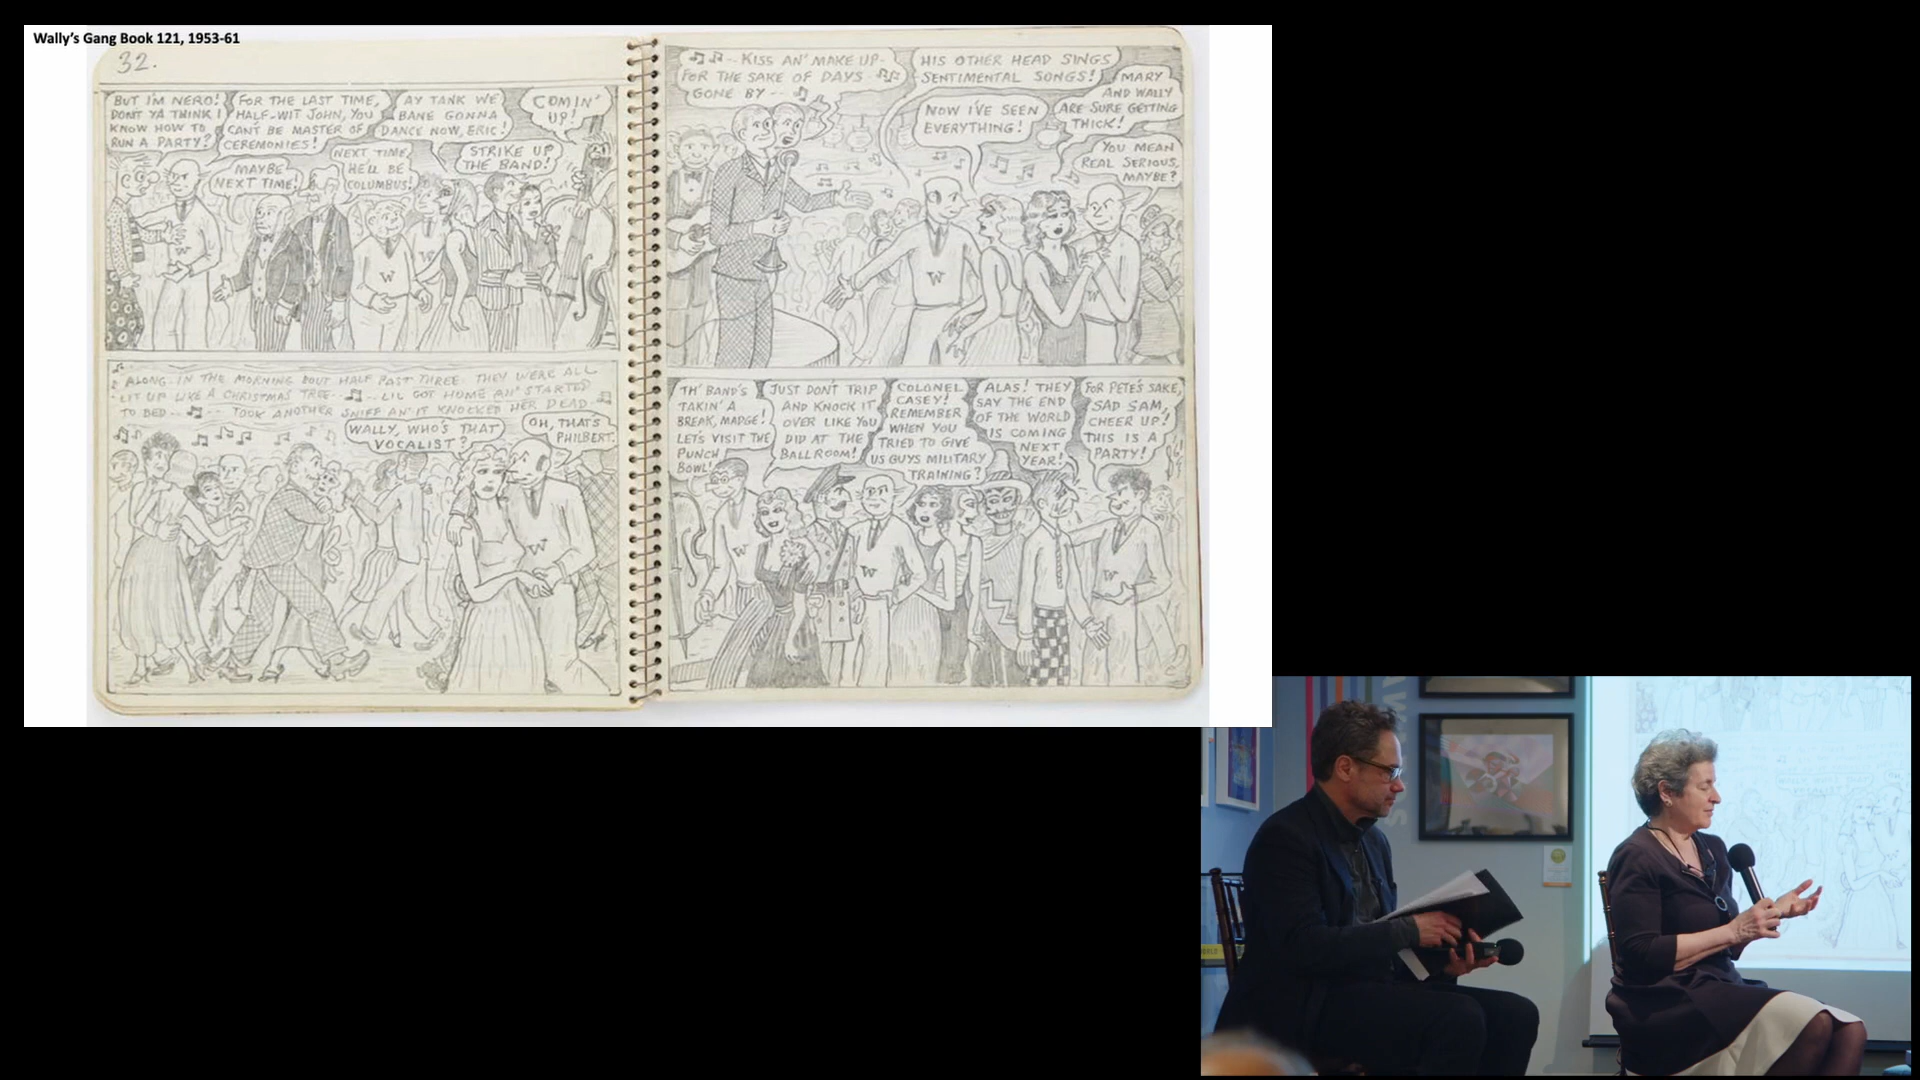 Wally's Gang Book 121, 1953-61
32.
BUT I'M NERO!
DON'T YA THINK I
KNOW HOW TO
RUN A PARTY?
FOR THE LAST TIME,
HALF-WIT JOHN, YOU
CAN'T BE MASTER OF
CEREMONIES!
AY TANK WE
BANE GONNA
DANCE NOW, ERIC!
COMIN'
UP!
MAYBE
NEXT TIME!
NEXT TIME
HE'LL BE
COLUMBUS!
STRIKE UP
THE BAND!
W
W
W
ALONG IN THE MORNING BOUT HALF PAST THREE - THEY WERE ALL
LIT UP LIKE A CHRISTMAS TREE -- LIL GOT HOME AN' STARTED
TO BED -- TOOK ANOTHER SNIFF AN' IT KNOCKED HER DEAD -
WALLY, WHO'S THAT
VOCALIST?
OH, THAT'S
PHILBERT.
W
-- KISS AN' MAKE UP -
FOR THE SAKE OF DAYS
GONE BY --
HIS OTHER HEAD SINGS
SENTIMENTAL SONGS!
NOW I'VE SEEN
EVERYTHING!
MARY
AND WALLY
ARE SURE GETTING
THICK!
YOU MEAN
REAL SERIOUS,
MAYBE?
W
W
TH' BAND'S
TAKIN' A
BREAK, MADGE!
LET'S VISIT THE
PUNCH
BOWL!
JUST DON'T TRIP
AND KNOCK IT
OVER LIKE YOU
DID AT THE
BALLROOM!
COLONEL
CASEY!
REMEMBER
WHEN YOU
TRIED TO GIVE
US GUYS MILITARY
TRAINING?
ALAS! THEY
SAY THE END
OF THE WORLD
IS COMING
NEXT
YEAR!
FOR PETE'S SAKE,
SAD SAM,
CHEER UP!
THIS IS A
PARTY!
W
W
W